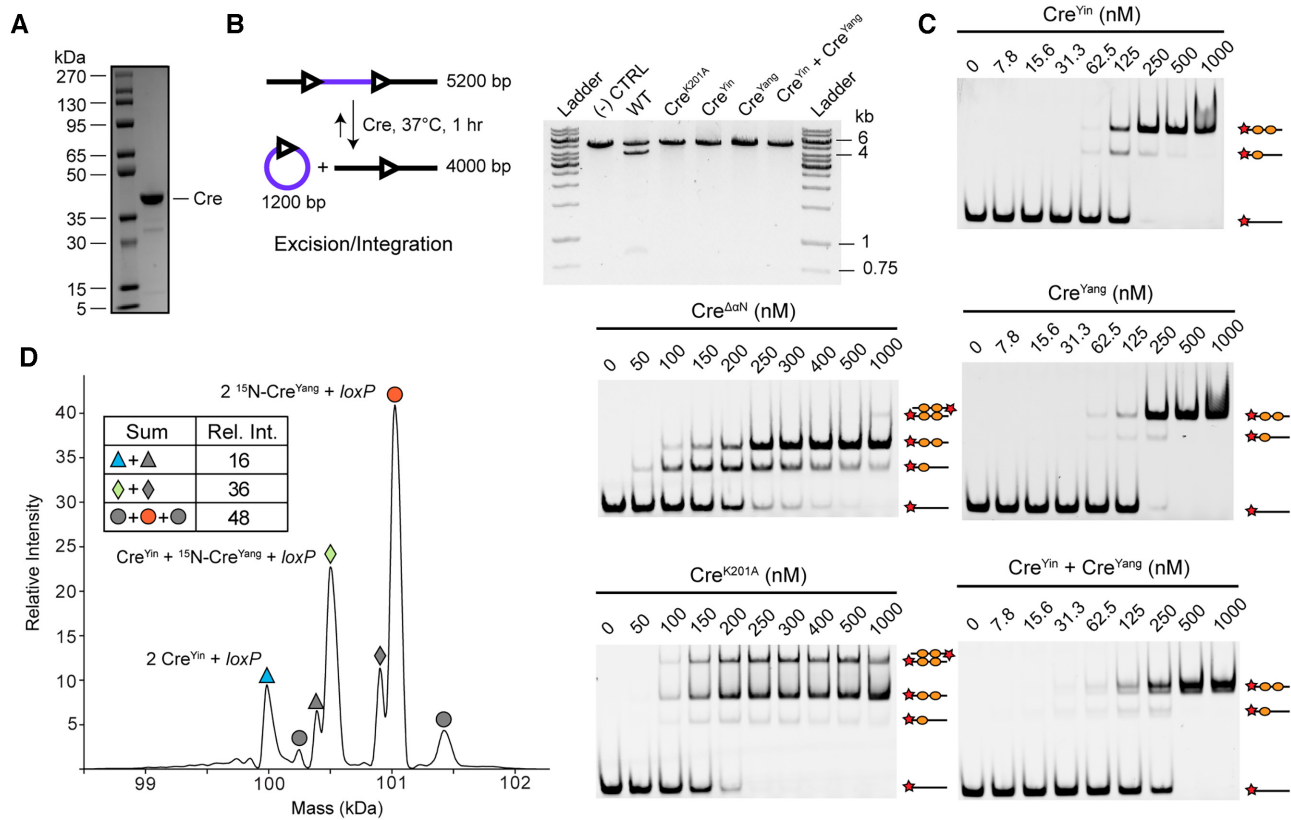 A
kDa
270
130
95
65
50
35
30
15
5
Cre
B
5200 bp
Cre, 37°C, 1 hr
+
4000 bp
1200 bp
Excision/Integration
Ladder (-) CTRL WT Cre^K201A Cre^Yin Cre^Yang Cre^Yin + Cre^Yang Ladder
kb
6
4
1
0.75
C
Cre^Yin (nM)
0 7.8 15.6 31.3 62.5 125 250 500 1000
Cre^Yang (nM)
0 7.8 15.6 31.3 62.5 125 250 500 1000
Cre^ΔαN (nM)
0 50 100 150 200 250 300 400 500 1000
Cre^K201A (nM)
0 50 100 150 200 250 300 400 500 1000
Cre^Yin + Cre^Yang (nM)
0 7.8 15.6 31.3 62.5 125 250 500 1000
D
Relative Intensity
40
35
30
25
20
15
10
5
2 ^15N-Cre^Yang + loxP
Sum Rel. Int.
+ 16
+ 36
+ + 48
Cre^Yin + ^15N-Cre^Yang + loxP
2 Cre^Yin + loxP
99 100 101 102
Mass (kDa)